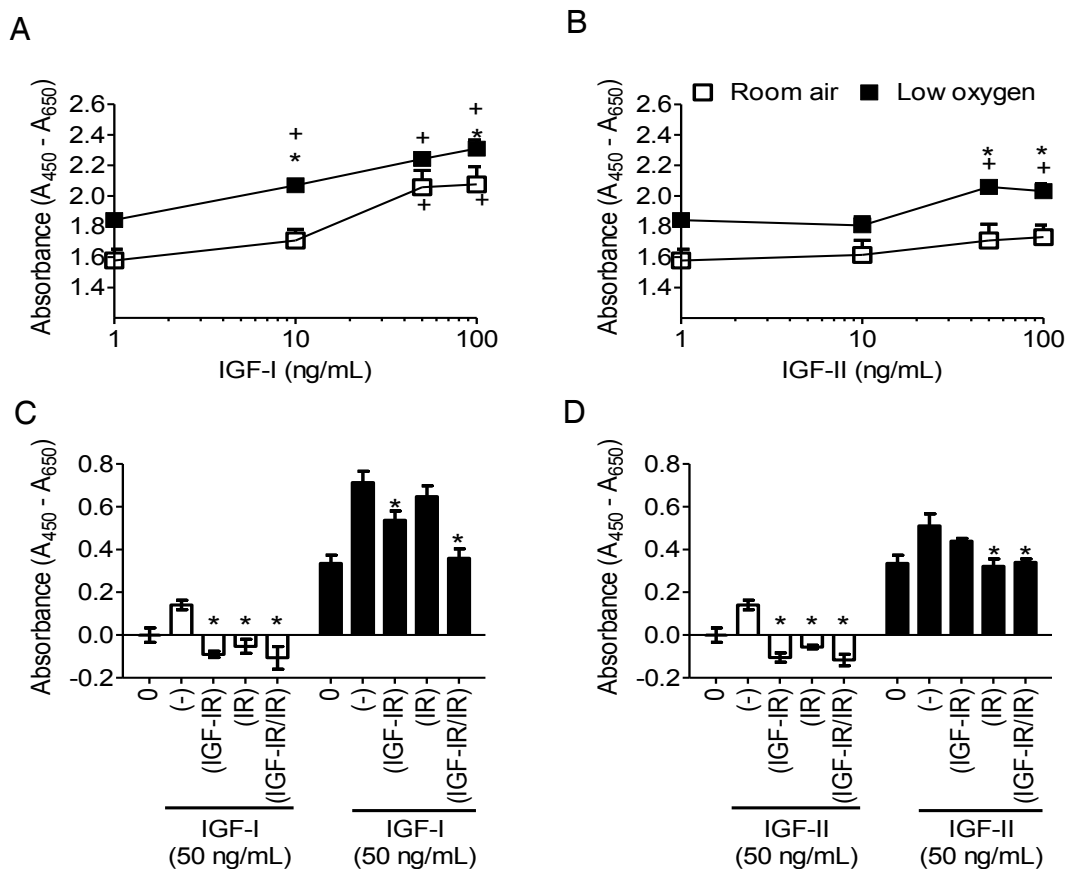 A
Absorbance (A450 - A650)
2.6
2.4
2.2
2.0
1.8
1.6
1.4
+
*
+
+
*
+
+
1
10
100
IGF-I (ng/mL)
B
Absorbance (A450 - A650)
Room air
Low oxygen
2.6
2.4
2.2
2.0
1.8
1.6
1.4
*
+
*
+
1
10
100
IGF-II (ng/mL)
C
Absorbance (A450 - A650)
0.8
0.6
0.4
0.2
0.0
-0.2
* * *
*
*
0
(-)
(IGF-IR)
(IR)
(IGF-IR/IR)
0
(-)
(IGF-IR)
(IR)
(IGF-IR/IR)
IGF-I
(50 ng/mL)
IGF-I
(50 ng/mL)
D
Absorbance (A450 - A650)
0.8
0.6
0.4
0.2
0.0
-0.2
* * *
* *
0
(-)
(IGF-IR)
(IR)
(IGF-IR/IR)
0
(-)
(IGF-IR)
(IR)
(IGF-IR/IR)
IGF-II
(50 ng/mL)
IGF-II
(50 ng/mL)